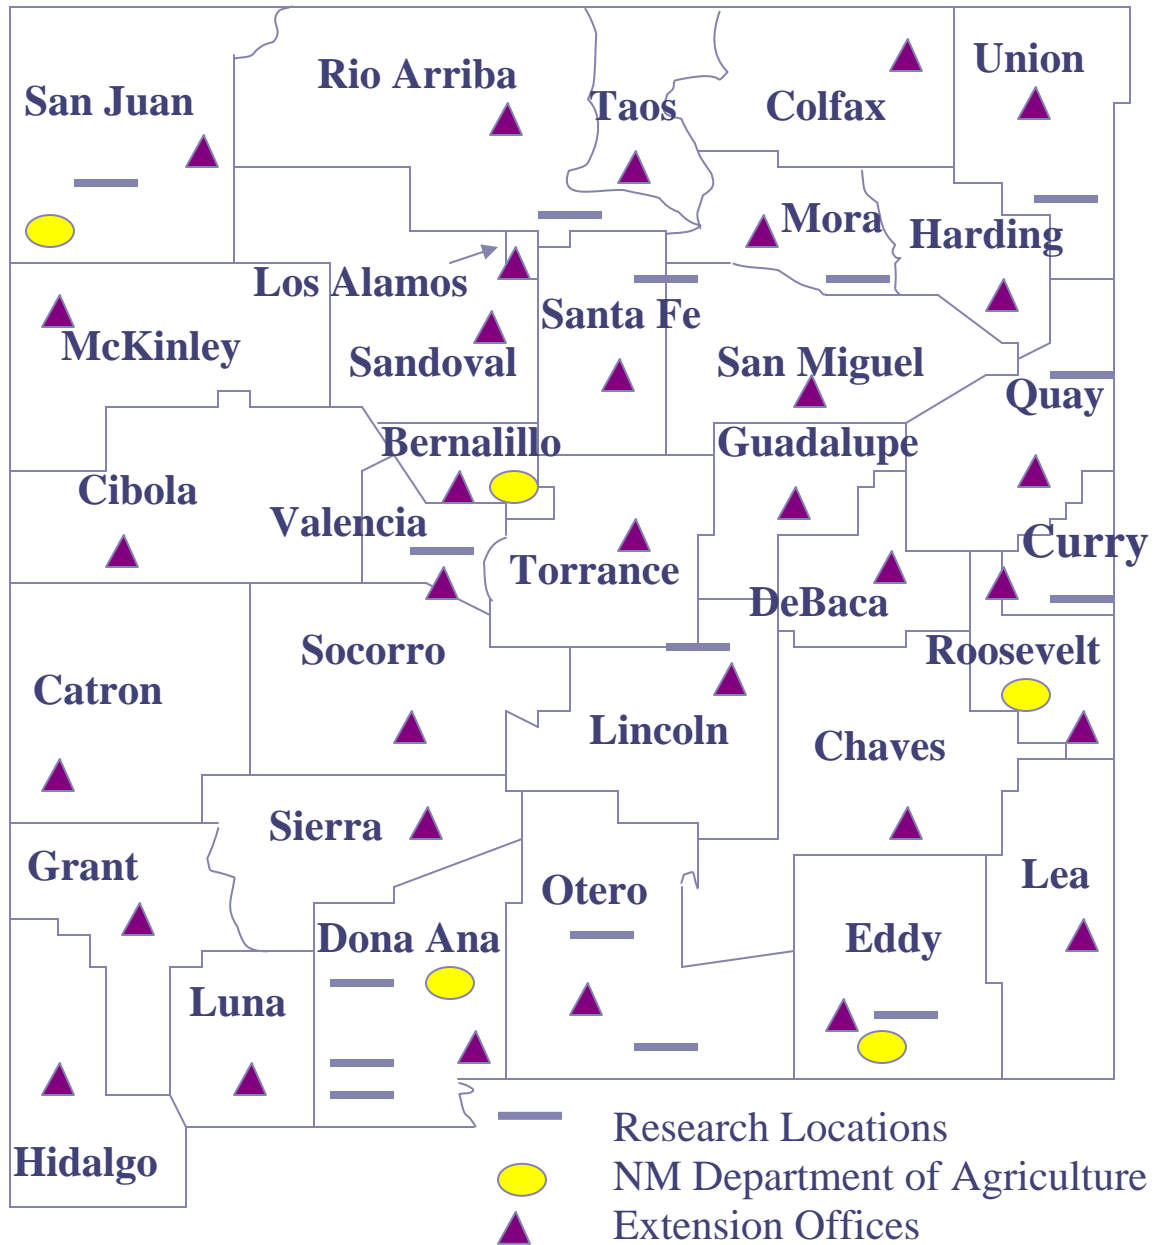 Union
Rio Arriba
San Juan
Taos
Colfax
Mora
Harding
Los Alamos
Santa Fe
McKinley
Sandoval
San Miguel
Quay
Bernalillo
Guadalupe
Cibola
Valencia
Curry
Torrance
DeBaca
Socorro
Roosevelt
Catron
Lincoln
Chaves
Sierra
Grant
Lea
Otero
Dona Ana
Eddy
Luna
Hidalgo
Research Locations
NM Department of Agriculture
Extension Offices